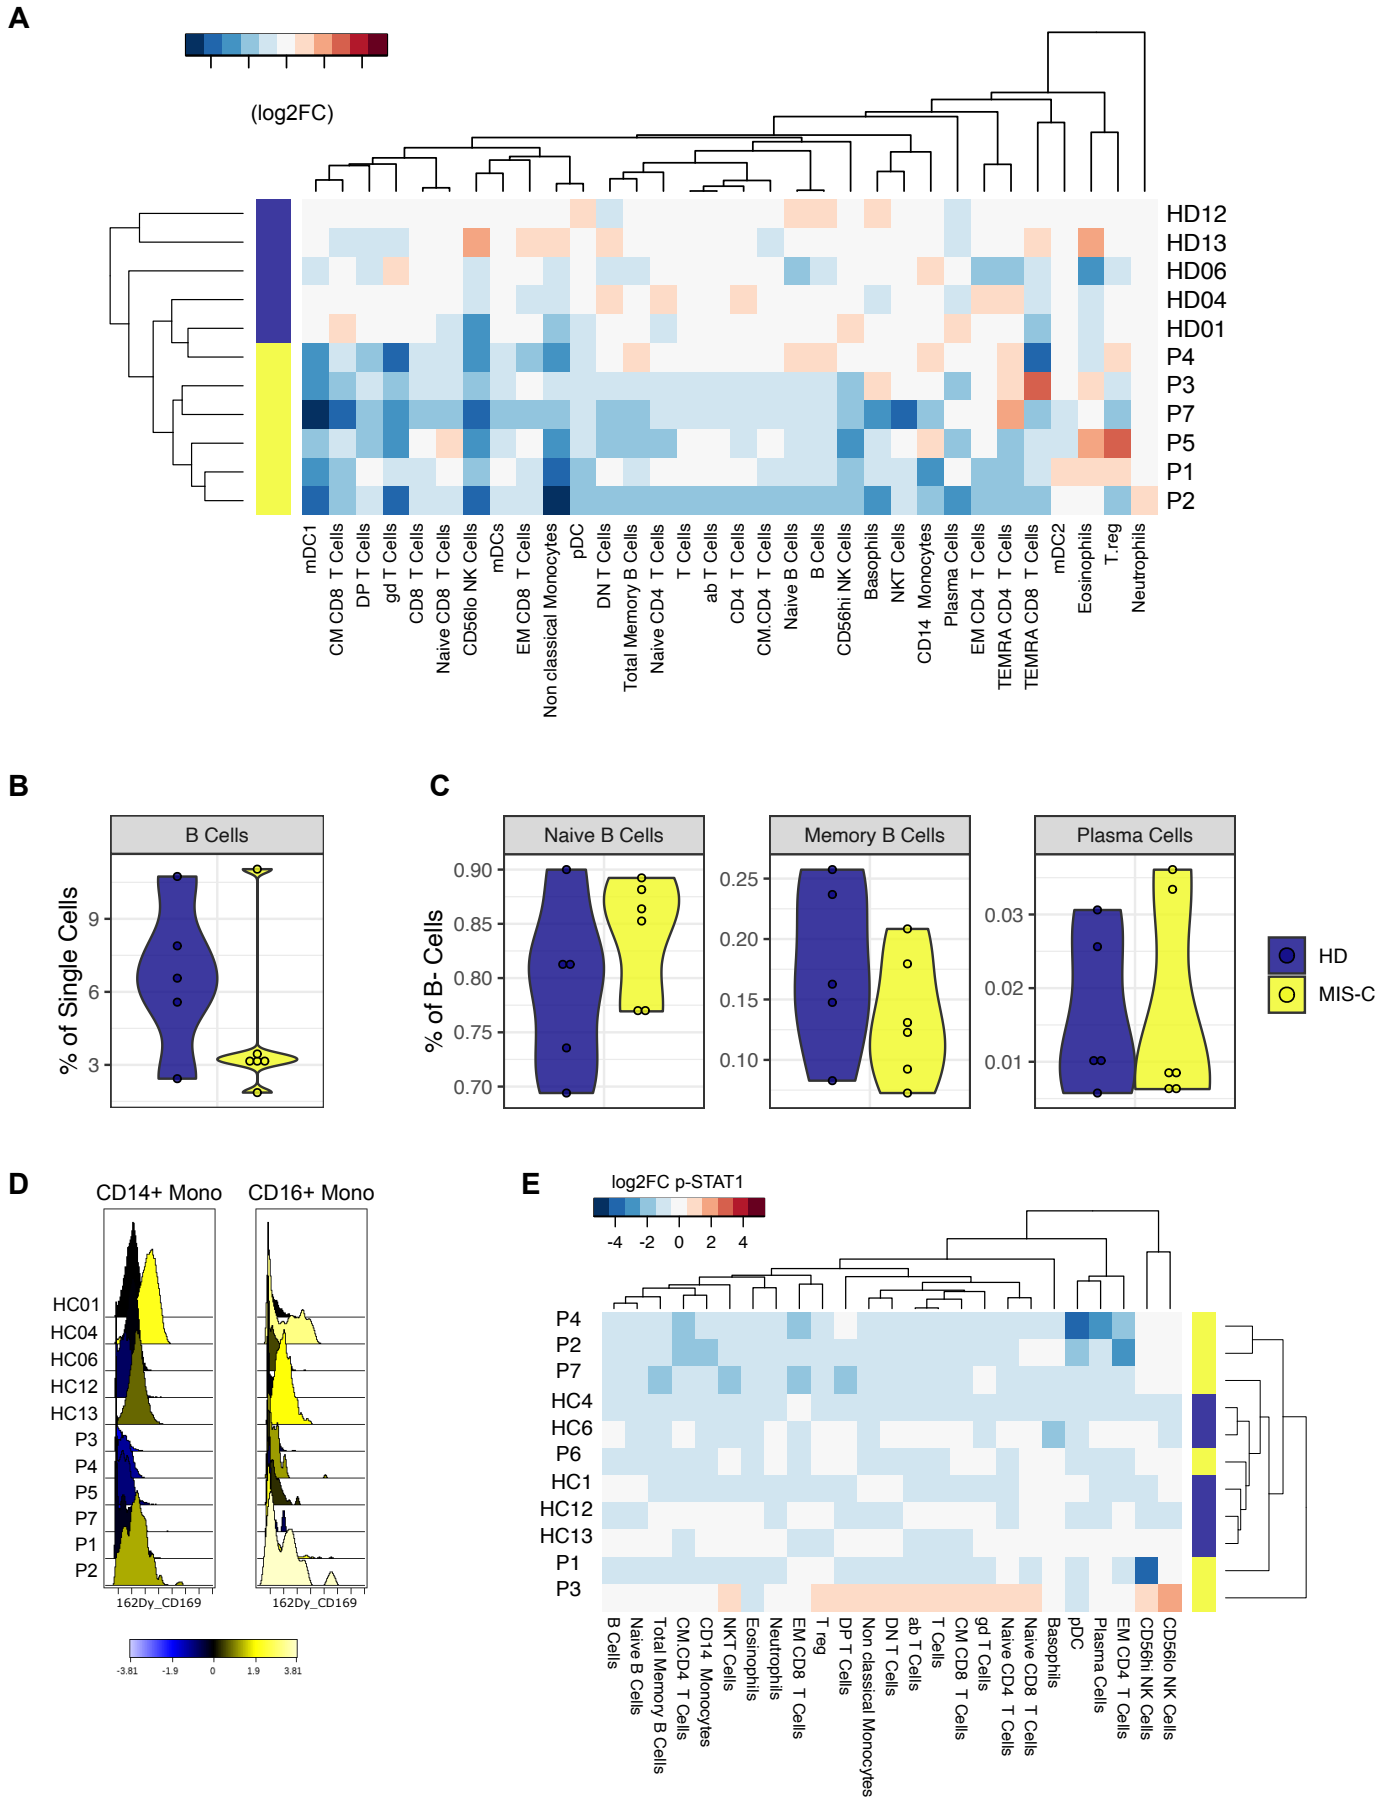 A
(log2FC)
HD12
HD13
HD06
HD04
HD01
P4
P3
P7
P5
P1
P2
mDC1
CM CD8 T Cells
DP T Cells
gd T Cells
CD8 T Cells
Naive CD8 T Cells
CD56lo NK Cells
mDCs
EM CD8 T Cells
Non classical Monocytes
pDC
DN T Cells
Total Memory B Cells
Naive CD4 T Cells
T Cells
ab T Cells
CD4 T Cells
CM.CD4 T Cells
Naive B Cells
B Cells
CD56hi NK Cells
Basophils
NKT Cells
CD14 Monocytes
Plasma Cells
EM CD4 T Cells
TEMRA CD4 T Cells
TEMRA CD8 T Cells
mDC2
Eosinophils
T.reg
Neutrophils
B
B Cells
% of Single Cells
9
6
3
C
Naive B Cells
% of B- Cells
0.90
0.85
0.80
0.75
0.70
Memory B Cells
0.25
0.20
0.15
0.10
Plasma Cells
0.03
0.02
0.01
HD
MIS-C
D
CD14+ Mono
CD16+ Mono
HC01
HC04
HC06
HC12
HC13
P3
P4
P5
P7
P1
P2
162Dy_CD169
162Dy_CD169
-3.81 -1.9 0 1.9 3.81
E
log2FC p-STAT1
-4 -2 0 2 4
P4
P2
P7
HC4
HC6
P6
HC1
HC12
HC13
P1
P3
B Cells
Naive B Cells
Total Memory B Cells
CM.CD4 T Cells
CD14 Monocytes
NKT Cells
Eosinophils
Neutrophils
EM CD8 T Cells
T reg
DP T Cells
Non classical Monocytes
DN T Cells
ab T Cells
T Cells
CM CD8 T Cells
gd T Cells
Naive CD4 T Cells
Naive CD8 T Cells
Basophils
pDC
Plasma Cells
EM CD4 T Cells
CD56hi NK Cells
CD56lo NK Cells